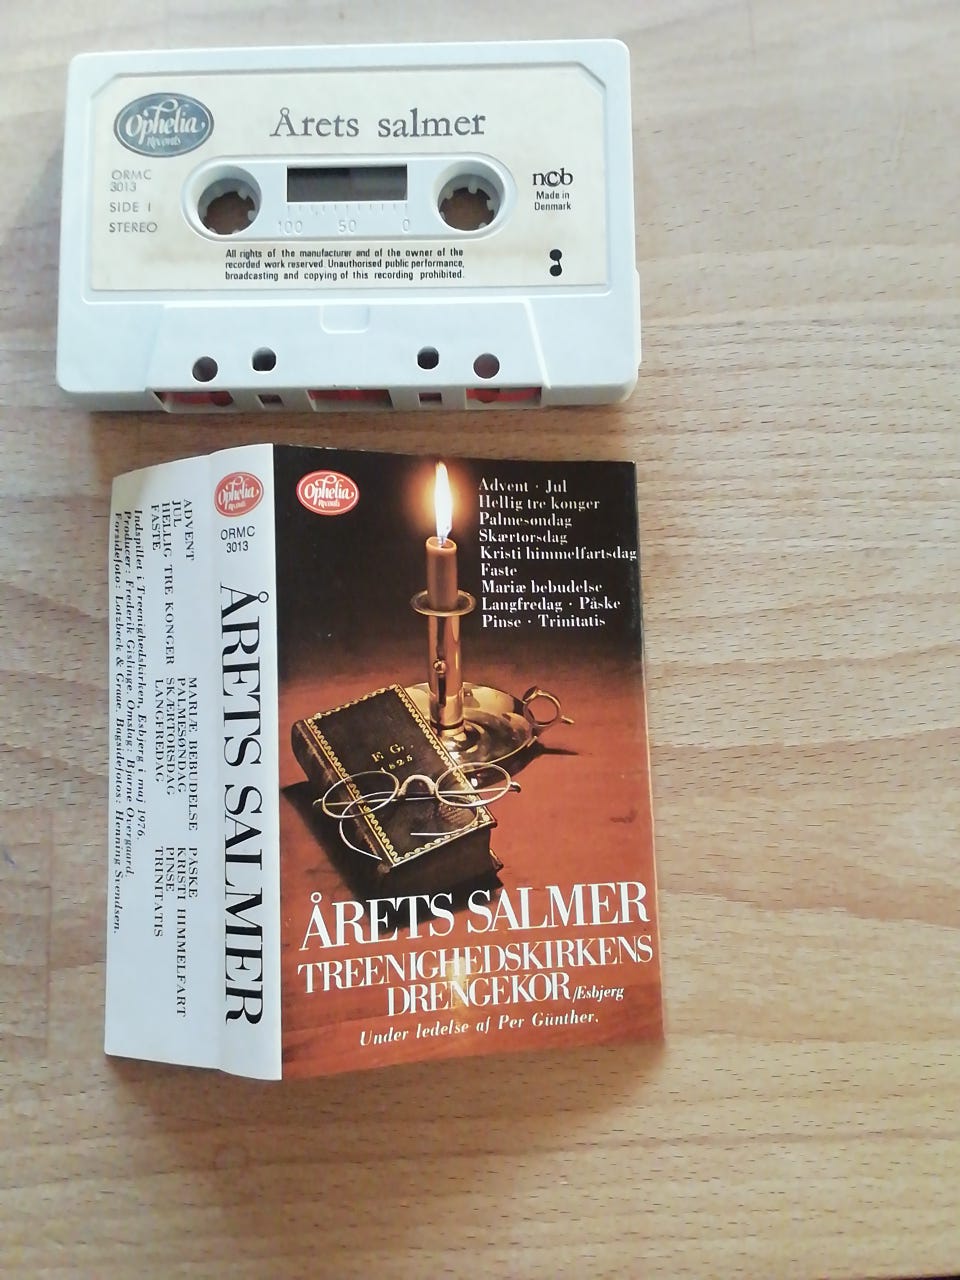 Ophelia
Records
Årets salmer
ORMC
3013
SIDE 1
STEREO
100 50 0
ncb
Made in
Denmark
All rights of the manufacturer and of the owner of the
recorded work reserved. Unauthorised public performance,
broadcasting and copying of this recording prohibited.
ADVENT
JUL
HELLIG TRE KONGER
FASTE
MARIÆ BEBUDELSE
PALMESØNDAG
SKÆRTORSDAG
LANGFREDAG
PÅSKE
KRISTI HIMMELFART
PINSE
TRINITATIS
Indspillet i Treenighedskirken, Esbjerg i maj 1976.
Producer: Frederik Gislinge. Omslag: Bjarne Overgaard.
Forsidefoto: Lotzbeck & Graae. Bagsidefotos: Henning Svendsen.
Ophelia
Records
ORMC
3013
ÅRETS SALMER
Ophelia
Records
Advent · Jul
Hellig tre konger
Palmesøndag
Skærtorsdag
Kristi himmelfartsdag
Faste
Mariæ bebudelse
Langfredag · Påske
Pinse · Trinitatis
F. G.
1825
ÅRETS SALMER
TREENIGHEDSKIRKENS
DRENGEKOR/Esbjerg
Under ledelse af Per Günther.